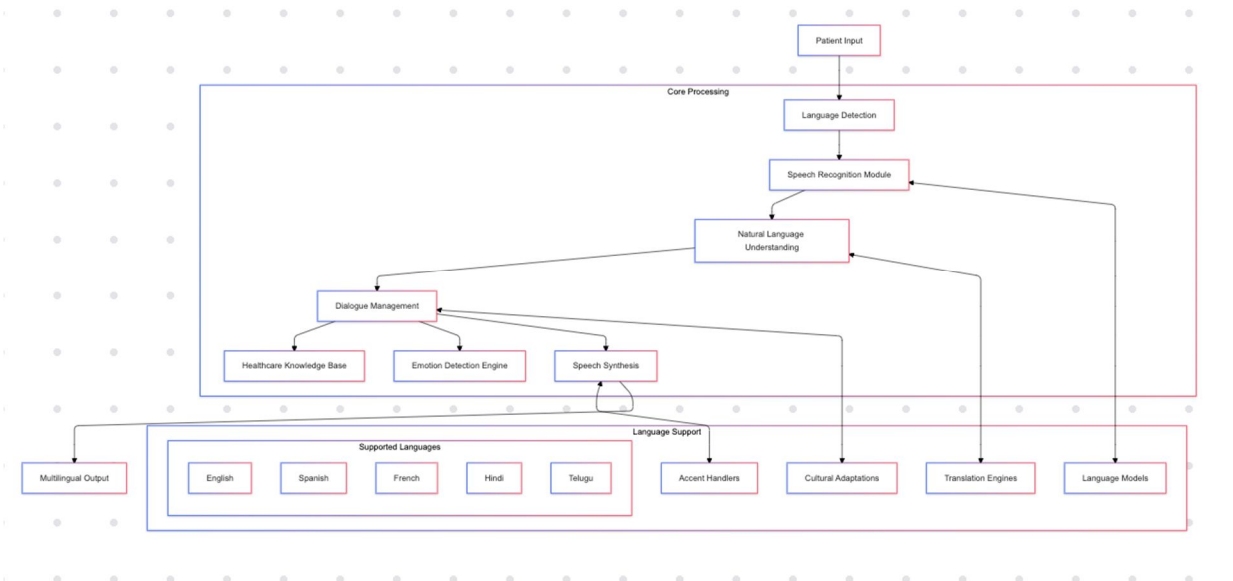 Patient Input
Core Processing
Language Detection
Speech Recognition Module
Natural Language
Understanding
Dialogue Management
Healthcare Knowledge Base
Emotion Detection Engine
Speech Synthesis
Language Support
Supported Languages
Multilingual Output
English
Spanish
French
Hindi
Telugu
Accent Handlers
Cultural Adaptations
Translation Engines
Language Models